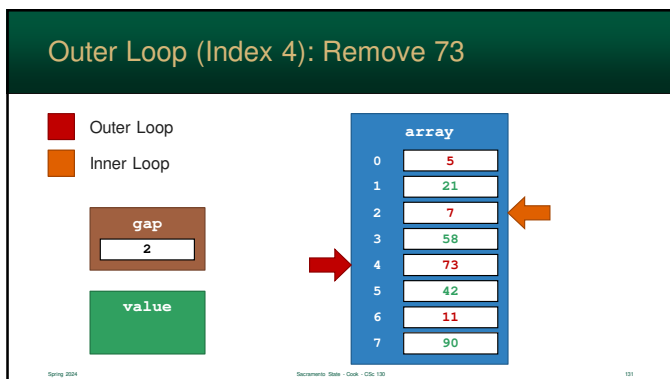 Outer Loop (Index 4): Remove 73
Outer Loop
Inner Loop
gap
2
value
array
0 5
1 21
2 7
3 58
4 73
5 42
6 11
7 90
Spring 2024 Sacramento State - Cook - CSc 130 131